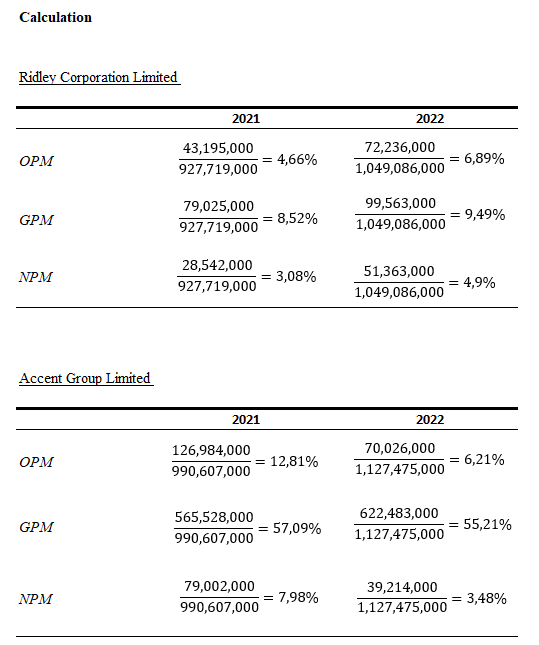 Calculation
Ridley Corporation Limited
2021 2022
OPM 43,195,000/927,719,000 = 4,66% 72,236,000/1,049,086,000 = 6,89%
GPM 79,025,000/927,719,000 = 8,52% 99,563,000/1,049,086,000 = 9,49%
NPM 28,542,000/927,719,000 = 3,08% 51,363,000/1,049,086,000 = 4,9%
Accent Group Limited
2021 2022
OPM 126,984,000/990,607,000 = 12,81% 70,026,000/1,127,475,000 = 6,21%
GPM 565,528,000/990,607,000 = 57,09% 622,483,000/1,127,475,000 = 55,21%
NPM 79,002,000/990,607,000 = 7,98% 39,214,000/1,127,475,000 = 3,48%